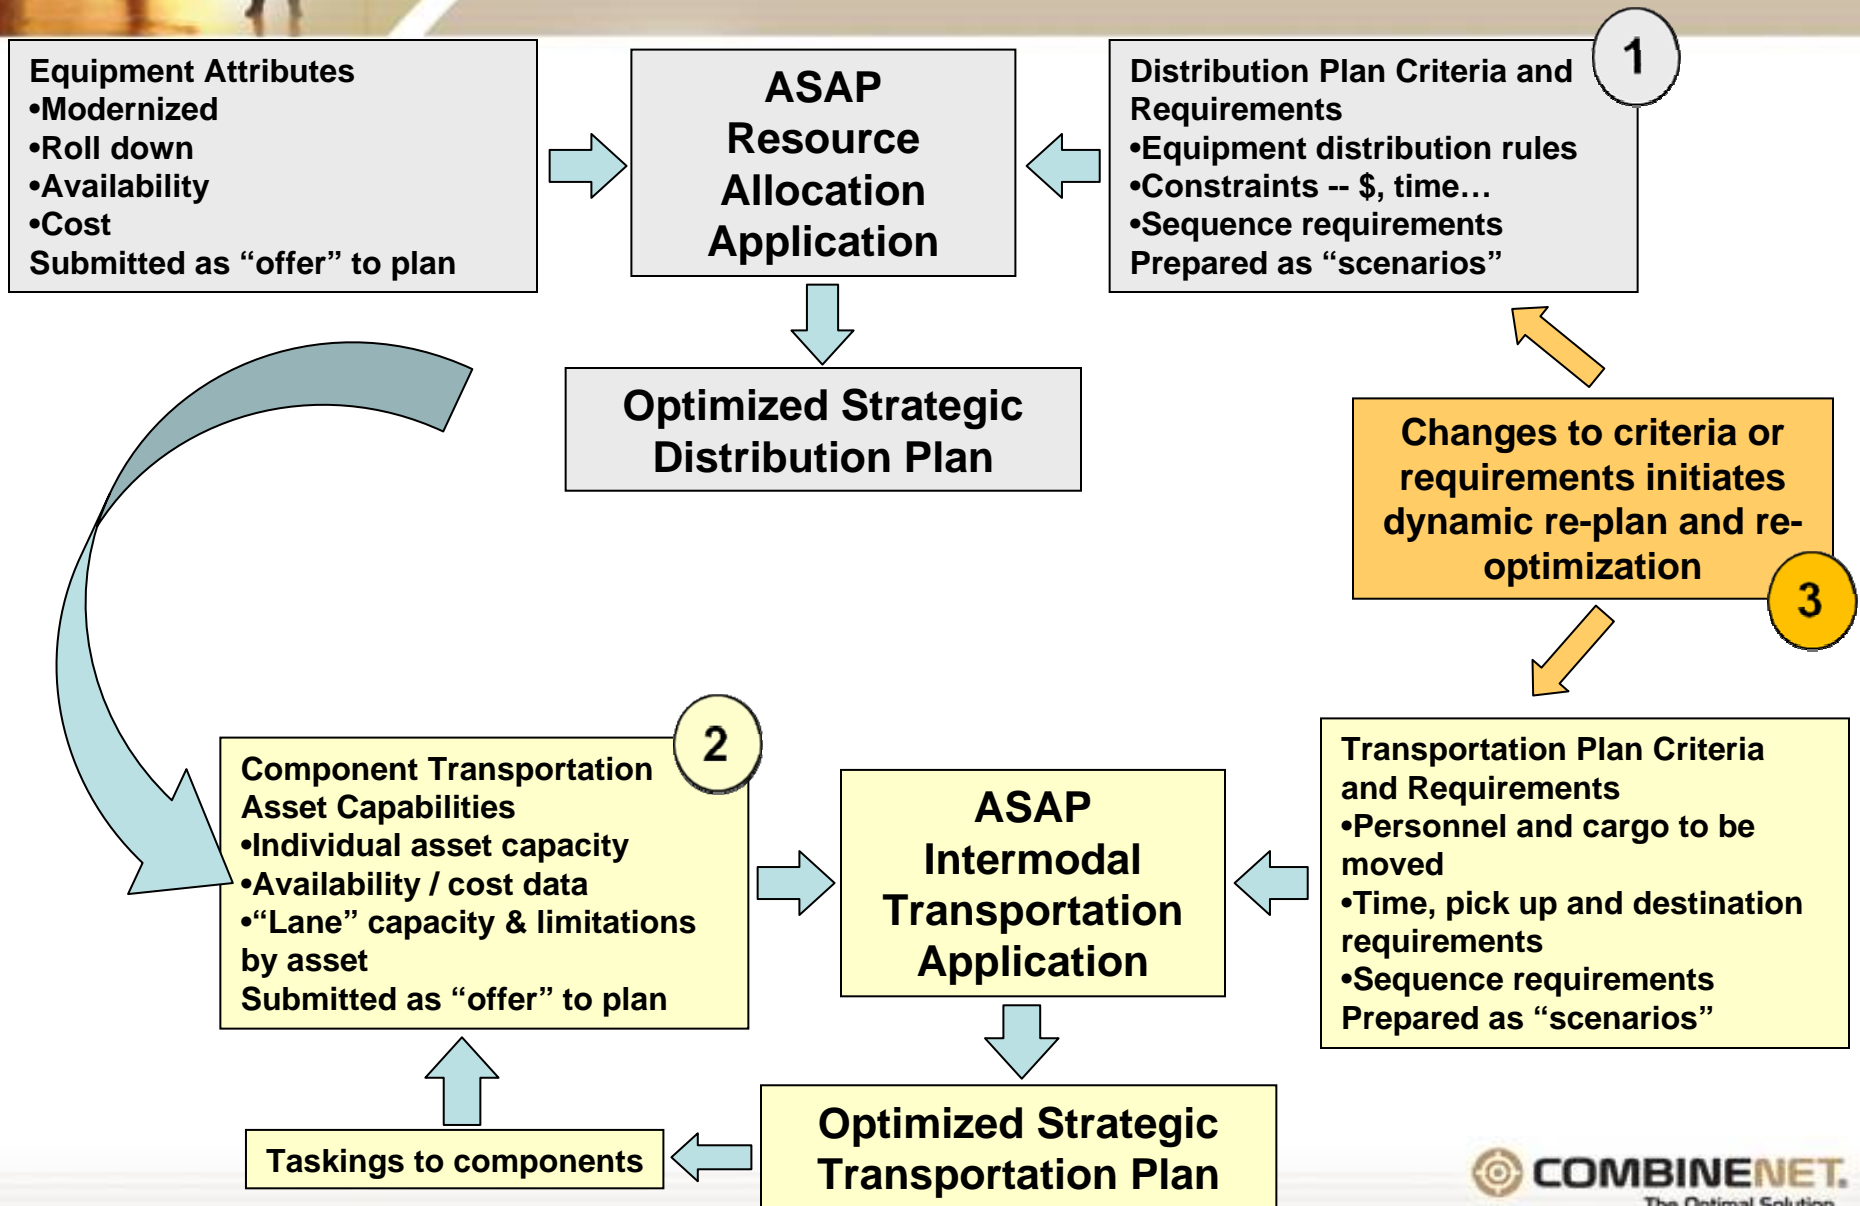 Equipment Attributes
•Modernized
•Roll down
•Availability
•Cost
Submitted as “offer” to plan
ASAP
Resource
Allocation
Application
1
Distribution Plan Criteria and
Requirements
•Equipment distribution rules
•Constraints -- $, time…
•Sequence requirements
Prepared as “scenarios”
Optimized Strategic
Distribution Plan
Changes to criteria or
requirements initiates
dynamic re-plan and re-
optimization
3
2
Component Transportation
Asset Capabilities
•Individual asset capacity
•Availability / cost data
•“Lane” capacity & limitations
by asset
Submitted as “offer” to plan
ASAP
Intermodal
Transportation
Application
Transportation Plan Criteria
and Requirements
•Personnel and cargo to be
moved
•Time, pick up and destination
requirements
•Sequence requirements
Prepared as “scenarios”
Optimized Strategic
Transportation Plan
Taskings to components
COMBINENET.
The Optimal Solution